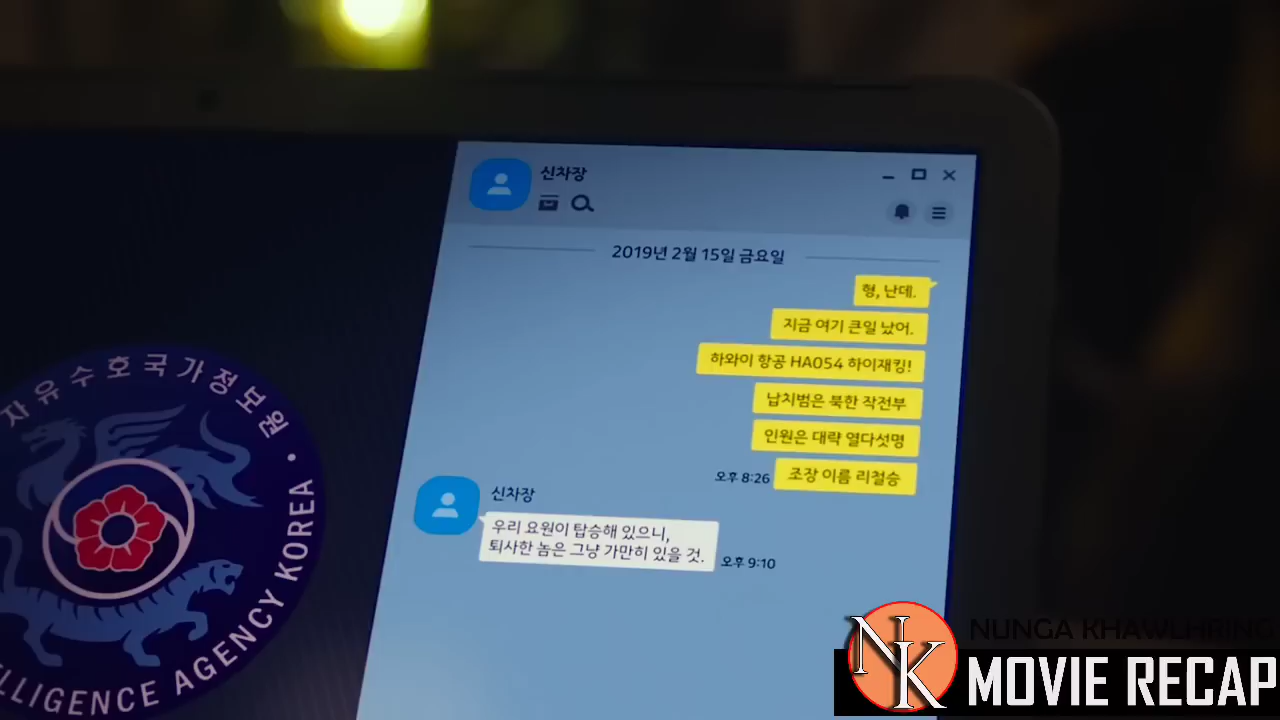 신차장
2019년 2월 15일 금요일
형, 난데.
지금 여기 큰일 났어.
하와이 항공 HA054 하이재킹!
납치범은 북한 작전부
인원은 대략 열다섯명
오후 8:26 조장 이름 리철승
신차장
우리 요원이 탑승해 있으니,
퇴사한 놈은 그냥 가만히 있을 것.
오후 9:10
자유수호국가정보원
AGENCY KOREA
NK
NUNGA KHAWLHRING
MOVIE RECAP